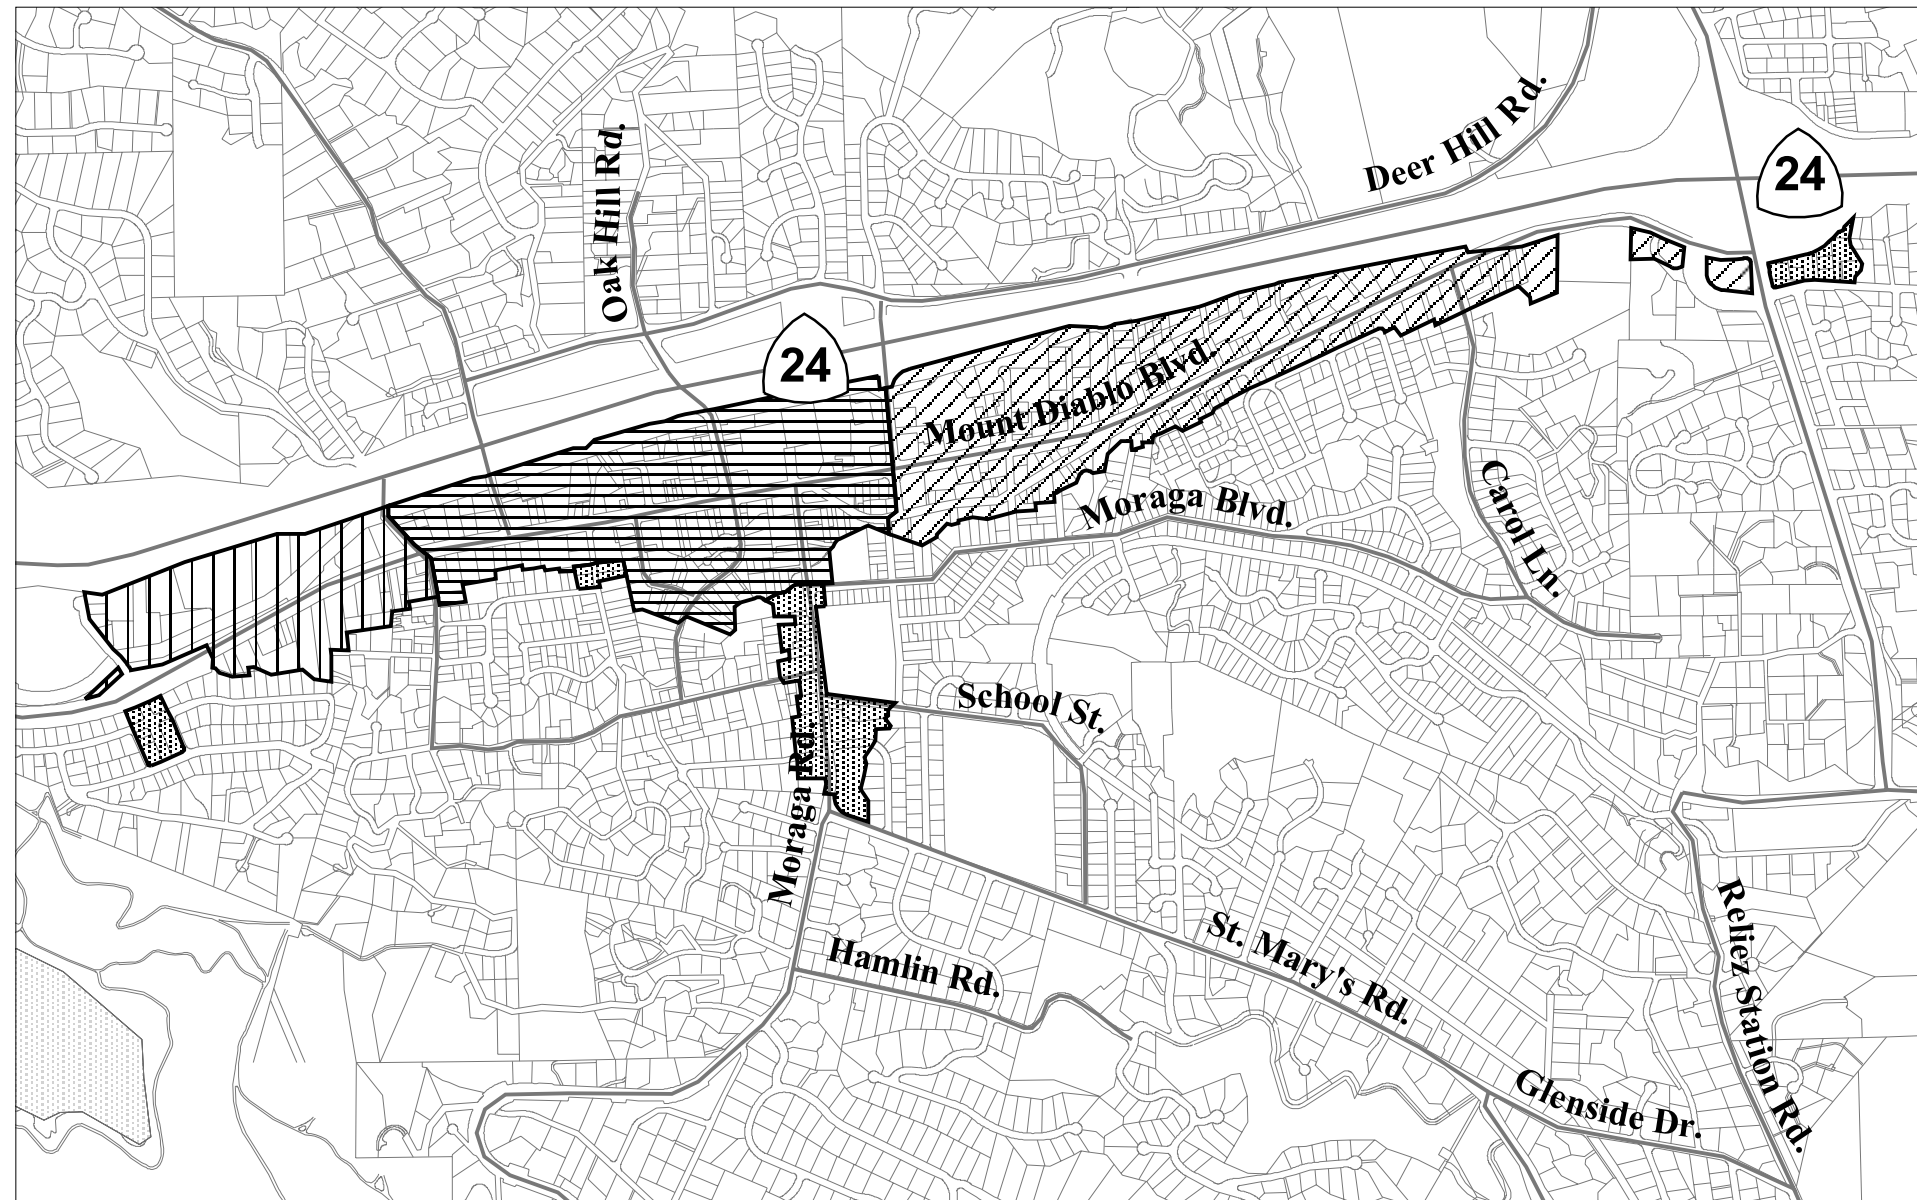 Deer Hill Rd.
Oak Hill Rd.
24
24
Mount Diablo Blvd.
Moraga Blvd.
Carol Ln.
School St.
Moraga Rd.
Reliez Station Rd.
St. Mary's Rd.
Hamlin Rd.
Glenside Dr.